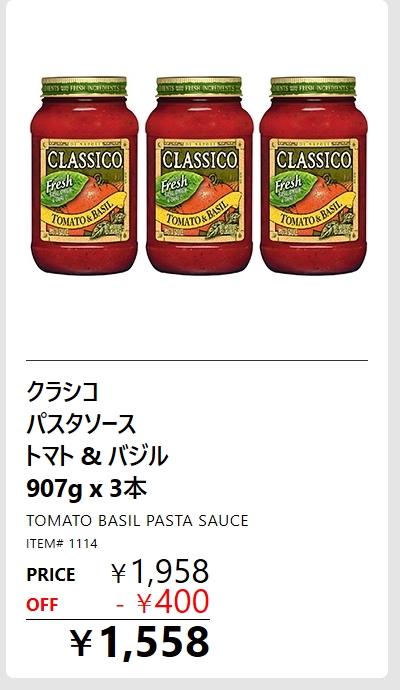 CLASSICO CLASSICO CLASSICO
Fresh Fresh Fresh
TOMATO & BASIL TOMATO & BASIL TOMATO & BASIL
クラシコ
パスタソース
トマト & バジル
907g x 3本
TOMATO BASIL PASTA SAUCE
ITEM# 1114
PRICE ￥1,958
OFF - ￥400
￥1,558